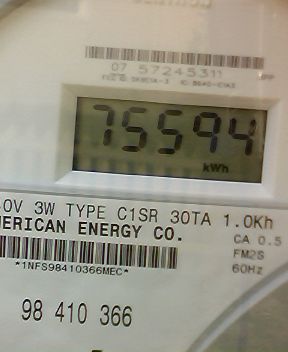 07 57245311
75594
kWh
0V 3W TYPE C1SR 30TA 1.0Kh
MERICAN ENERGY CO.
CA 0.5
FM2S
*1NFS98410366MEC*
60Hz
98 410 366